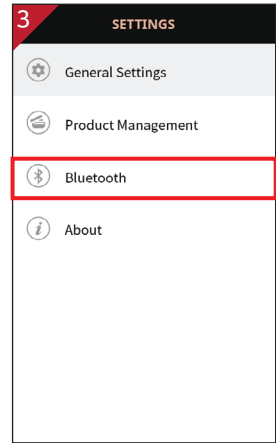 3
SETTINGS
General Settings
Product Management
Bluetooth
About